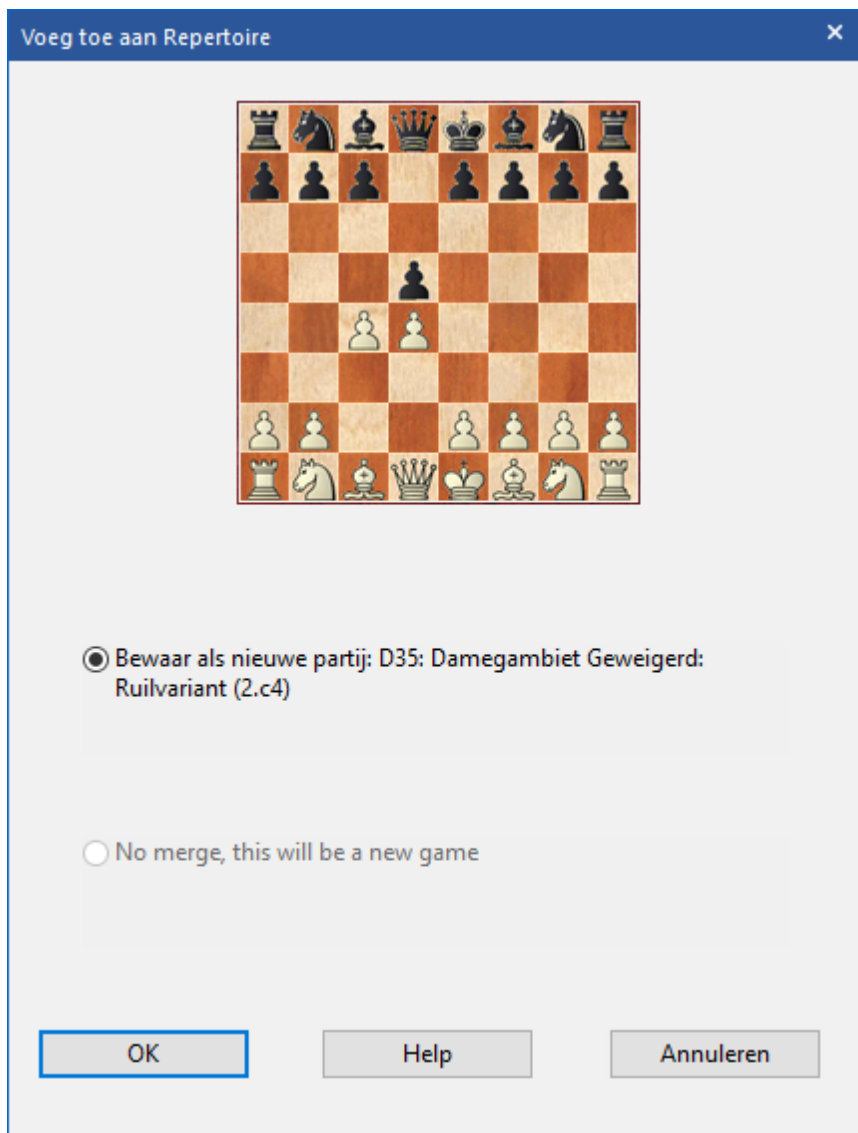 Voeg toe aan Repertoire
Bewaar als nieuwe partij: D35: Damegambiet Geweigerd:
Ruilvariant (2.c4)
No merge, this will be a new game
OK
Help
Annuleren